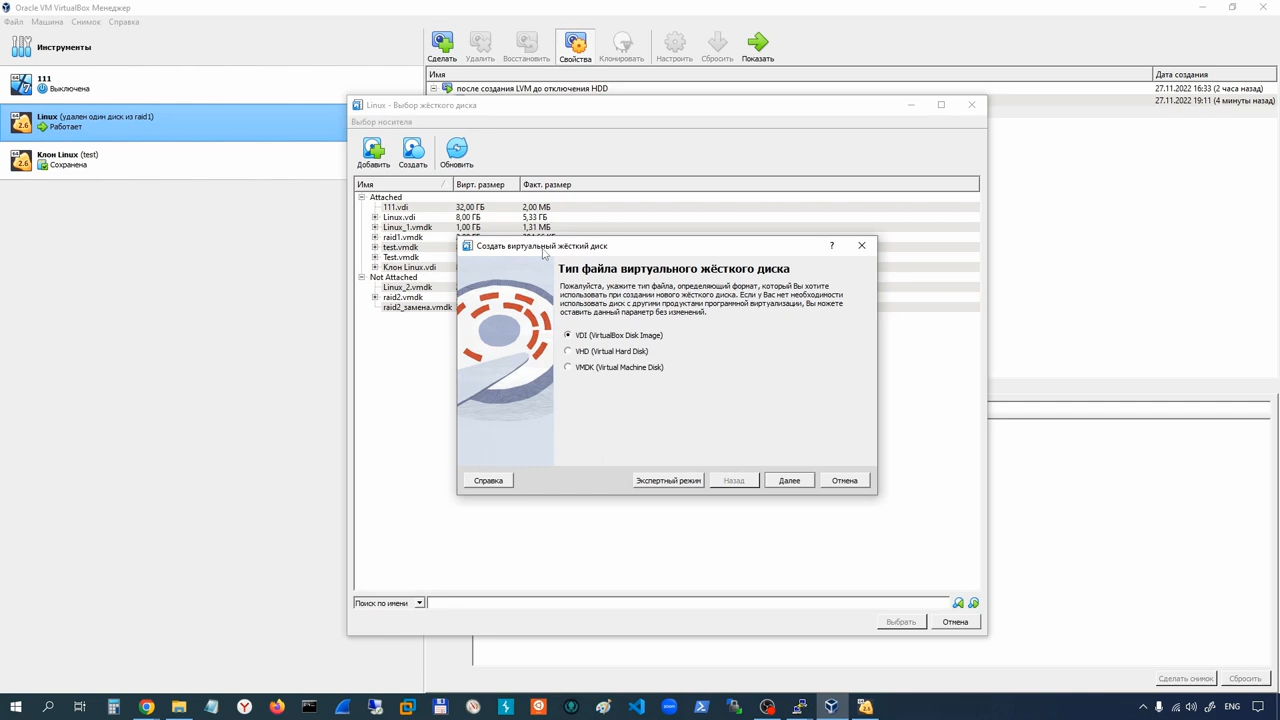 Oracle VM VirtualBox Менеджер
Файл Машина Снимок Справка
Инструменты
111
Выключена
Linux (удален один диск из raid1)
Работает
Клон Linux (test)
Сохранена
Сделать Удалить Восстановить Свойства Клонировать Настроить Сбросить Показать
Имя Дата создания
после создания LVM до отключения HDD 27.11.2022 16:33 (2 часа назад)
27.11.2022 19:11 (4 минуты назад)
Linux - Выбор жёсткого диска
Выбор носителя
Добавить Создать Обновить
Имя Вирт. размер Факт. размер
Attached
111.vdi 32,00 ГБ 2,00 МБ
Linux.vdi 8,00 ГБ 5,33 ГБ
Linux_1.vmdk 1,00 ГБ 1,31 МБ
raid1.vmdk
test.vmdk
Test.vmdk
Клон Linux.vdi
Not Attached
Linux_2.vmdk
raid2.vmdk
raid2_замена.vmdk
Создать виртуальный жёсткий диск ?
Тип файла виртуального жёсткого диска
Пожалуйста, укажите тип файла, определяющий формат, который Вы хотите
использовать при создании нового жёсткого диска. Если у Вас нет необходимости
использовать диск с другими продуктами программной виртуализации, Вы можете
оставить данный параметр без изменений.
VDI (VirtualBox Disk Image)
VHD (Virtual Hard Disk)
VMDK (Virtual Machine Disk)
Справка Экспертный режим Назад Далее Отмена
Поиск по имени
Выбрать Отмена
Сделать снимок Сбросить
ENG